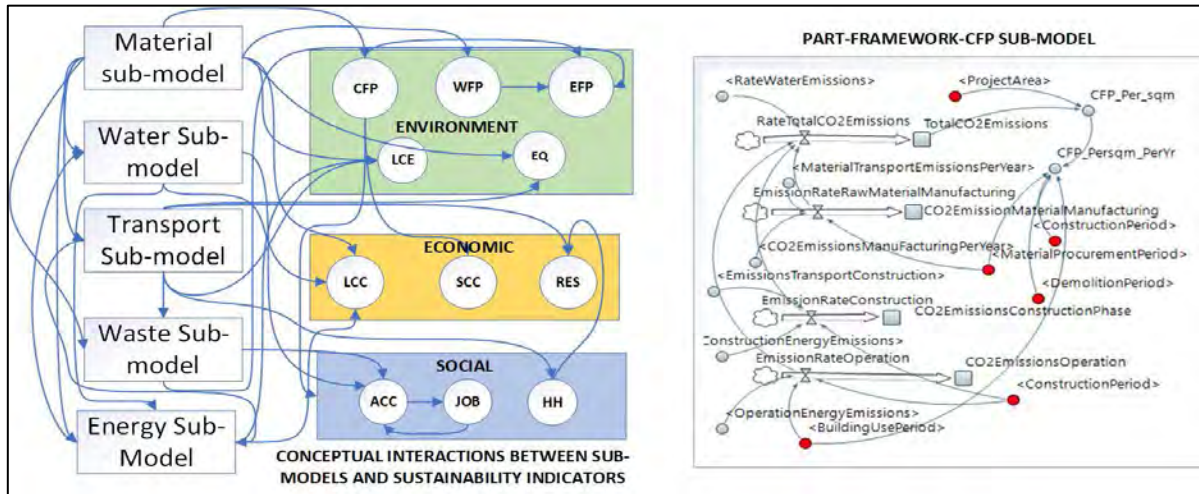 Material
sub-model
Water Sub-
model
Transport
Sub-model
Waste Sub-
model
Energy Sub-
Model
CFP
WFP
EFP
ENVIRONMENT
LCE
EQ
ECONOMIC
LCC
SCC
RES
SOCIAL
ACC
JOB
HH
CONCEPTUAL INTERACTIONS BETWEEN SUB-
MODELS AND SUSTAINABILITY INDICATORS
PART-FRAMEWORK-CFP SUB-MODEL
<RateWaterEmissions>
<ProjectArea>
CFP_Per_sqm
RateTotalCO2Emissions
TotalCO2Emissions
CFP_Persqm_PerYr
<MaterialTransportEmissionsPerYear>
EmissionRateRawMaterialManufacturing
CO2EmissionMaterialManufacturing
<ConstructionPeriod>
<CO2EmissionsManuFacturingPerYear>
<MaterialProcurementPeriod>
<EmissionsTransportConstruction>
<DemolitionPeriod>
EmissionRateConstruction
CO2EmissionsConstructionPhase
ConstructionEnergyEmissions>
EmissionRateOperation
CO2EmissionsOperation
<ConstructionPeriod>
<OperationEnergyEmissions>
<BuildingUsePeriod>